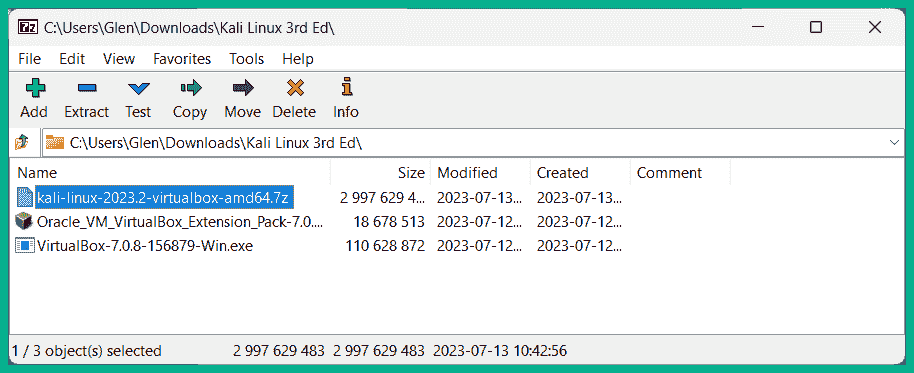 7z C:\Users\Glen\Downloads\Kali Linux 3rd Ed\
File Edit View Favorites Tools Help
Add Extract Test Copy Move Delete Info
C:\Users\Glen\Downloads\Kali Linux 3rd Ed\
Name Size Modified Created Comment
kali-linux-2023.2-virtualbox-amd64.7z 2 997 629 4... 2023-07-13... 2023-07-13...
Oracle_VM_VirtualBox_Extension_Pack-7.0.... 18 678 513 2023-07-12... 2023-07-12...
VirtualBox-7.0.8-156879-Win.exe 110 628 872 2023-07-12... 2023-07-12...
1 / 3 object(s) selected 2 997 629 483 2 997 629 483 2023-07-13 10:42:56